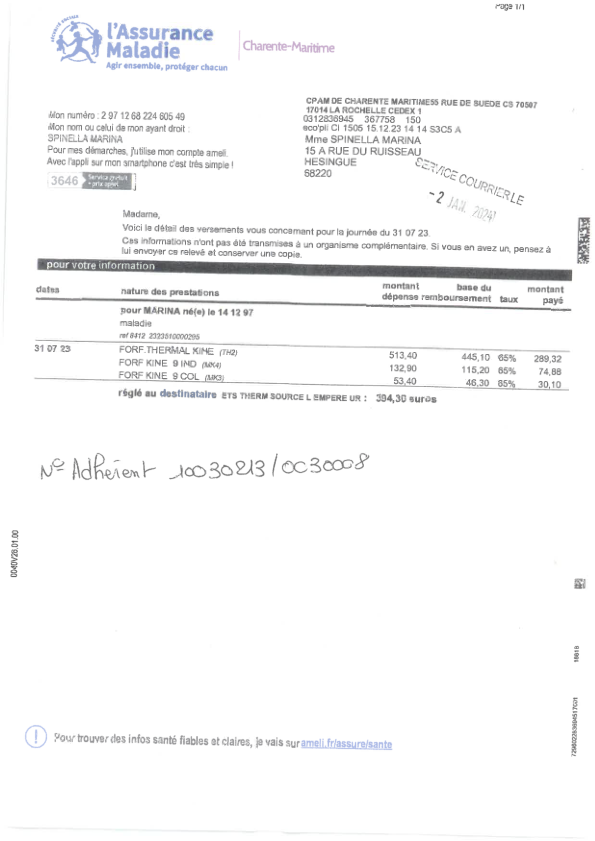 Page 1/1
l'Assurance
Maladie
Agir ensemble, protéger chacun
Charente-Maritime
CPAM DE CHARENTE MARITIME55 RUE DE SUEDE CS 70507
17014 LA ROCHELLE CEDEX 1
0312836945 367758 150
eco'pli CI 1505 15.12.23 14 14 S3C5 A
Mme SPINELLA MARINA
15 A RUE DU RUISSEAU
HESINGUE
68220
Mon numéro : 2 97 12 68 224 605 49
Mon nom ou celui de mon ayant droit :
SPINELLA MARINA
Pour mes démarches, j'utilise mon compte ameli.
Avec l'appli sur mon smartphone c'est très simple !
3646 Service gratuit
+ prix appel
SERVICE COURRIER LE
- 2 JAN. 2024
Madame,
Voici le détail des versements vous concernant pour la journée du 31 07 23.
Ces informations n'ont pas été transmises à un organisme complémentaire. Si vous en avez un, pensez à
lui envoyer ce relevé et conserver une copie.
pour votre information
dates nature des prestations montant dépense base du remboursement taux montant payé
pour MARINA né(e) le 14 12 97
maladie
ref 8412 2323510000295
31 07 23 FORF.THERMAL KINE (TH2) 513,40 445,10 65% 289,32
FORF KINE 9 IND (MK4) 132,90 115,20 65% 74,88
FORF KINE 9 COL (MK3) 53,40 46,30 65% 30,10
réglé au destinataire ETS THERM SOURCE L EMPERE UR : 394,30 euros
N° Adhérent 10030213/0C30008
0040V28.01.00
18618
Pour trouver des infos santé fiables et claires, je vais sur ameli.fr/assure/sante